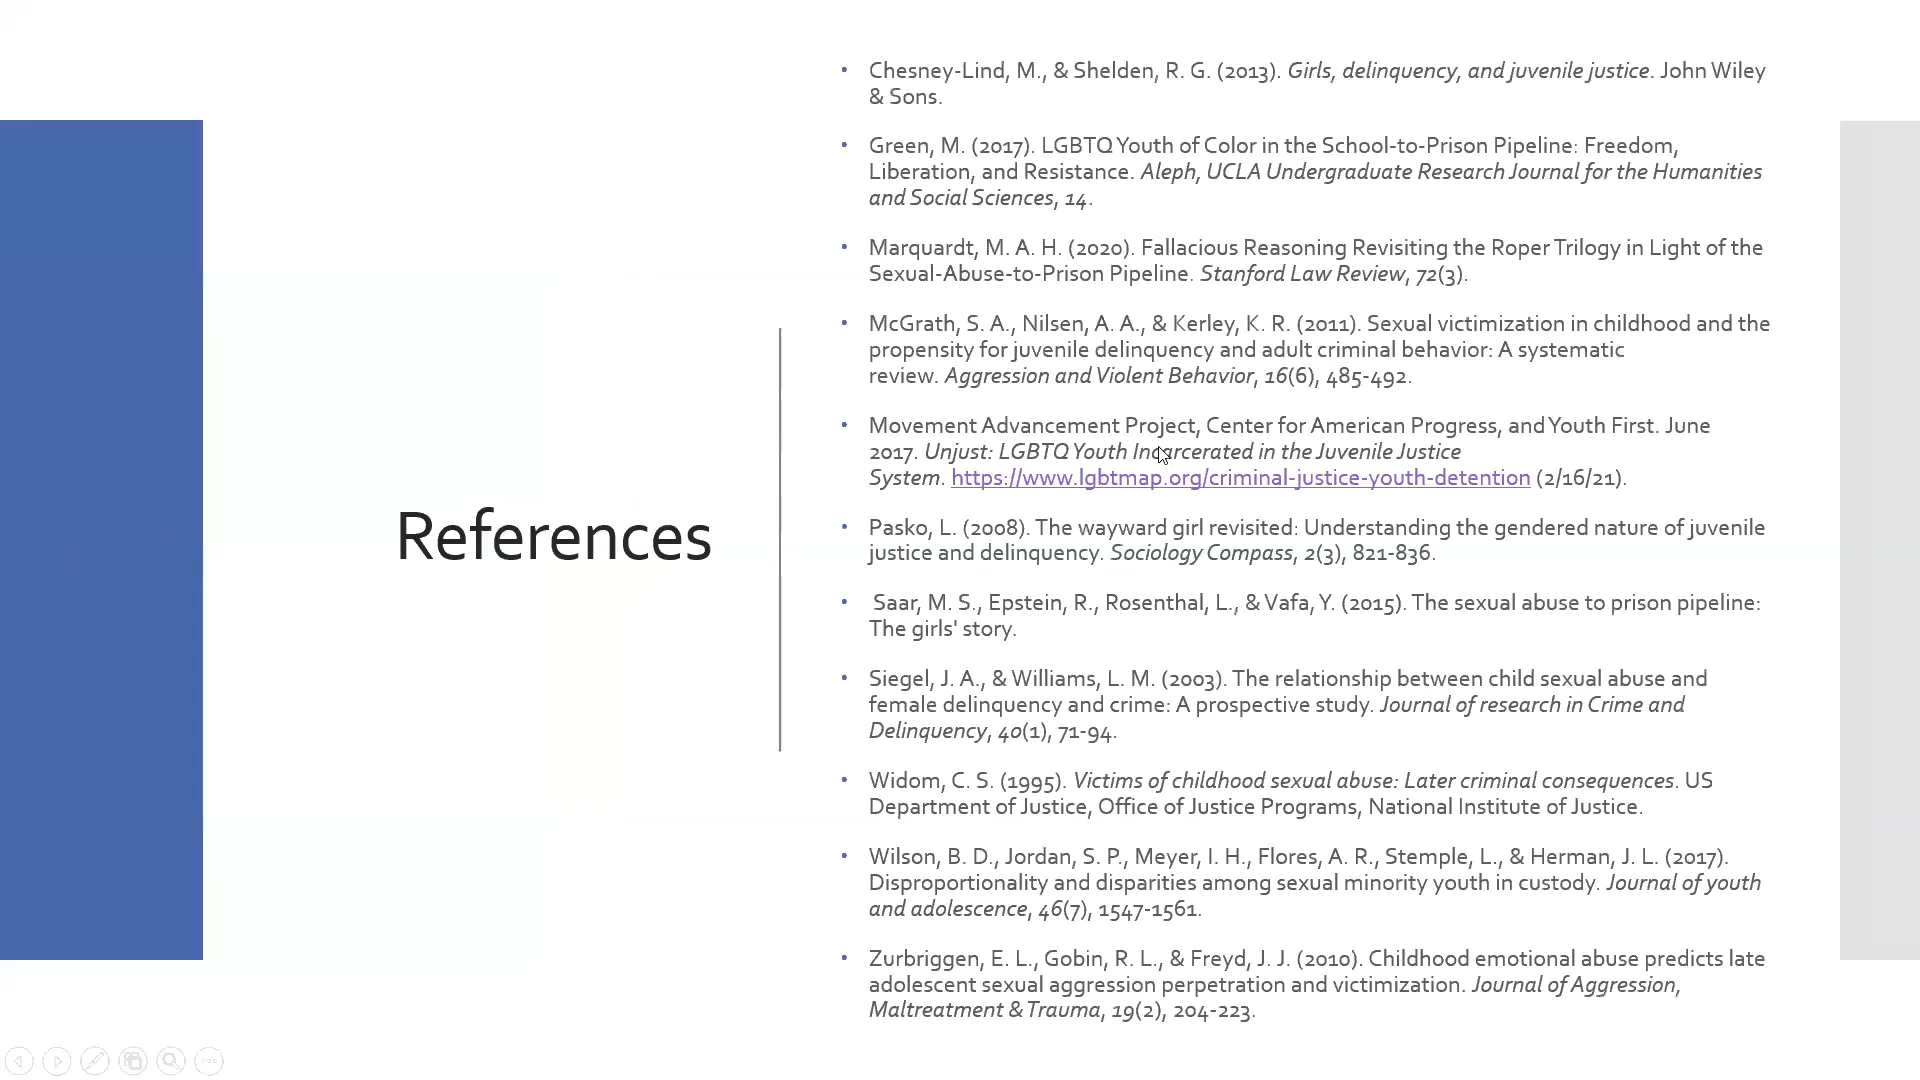 References
• Chesney-Lind, M., & Shelden, R. G. (2013). Girls, delinquency, and juvenile justice. John Wiley
& Sons.
• Green, M. (2017). LGBTQ Youth of Color in the School-to-Prison Pipeline: Freedom,
Liberation, and Resistance. Aleph, UCLA Undergraduate Research Journal for the Humanities
and Social Sciences, 14.
• Marquardt, M. A. H. (2020). Fallacious Reasoning Revisiting the Roper Trilogy in Light of the
Sexual-Abuse-to-Prison Pipeline. Stanford Law Review, 72(3).
• McGrath, S. A., Nilsen, A. A., & Kerley, K. R. (2011). Sexual victimization in childhood and the
propensity for juvenile delinquency and adult criminal behavior: A systematic
review. Aggression and Violent Behavior, 16(6), 485-492.
• Movement Advancement Project, Center for American Progress, and Youth First. June
2017. Unjust: LGBTQ Youth Incarcerated in the Juvenile Justice
System. https://www.lgbtmap.org/criminal-justice-youth-detention (2/16/21).
• Pasko, L. (2008). The wayward girl revisited: Understanding the gendered nature of juvenile
justice and delinquency. Sociology Compass, 2(3), 821-836.
• Saar, M. S., Epstein, R., Rosenthal, L., & Vafa, Y. (2015). The sexual abuse to prison pipeline:
The girls' story.
• Siegel, J. A., & Williams, L. M. (2003). The relationship between child sexual abuse and
female delinquency and crime: A prospective study. Journal of research in Crime and
Delinquency, 40(1), 71-94.
• Widom, C. S. (1995). Victims of childhood sexual abuse: Later criminal consequences. US
Department of Justice, Office of Justice Programs, National Institute of Justice.
• Wilson, B. D., Jordan, S. P., Meyer, I. H., Flores, A. R., Stemple, L., & Herman, J. L. (2017).
Disproportionality and disparities among sexual minority youth in custody. Journal of youth
and adolescence, 46(7), 1547-1561.
• Zurbriggen, E. L., Gobin, R. L., & Freyd, J. J. (2010). Childhood emotional abuse predicts late
adolescent sexual aggression perpetration and victimization. Journal of Aggression,
Maltreatment & Trauma, 19(2), 204-223.